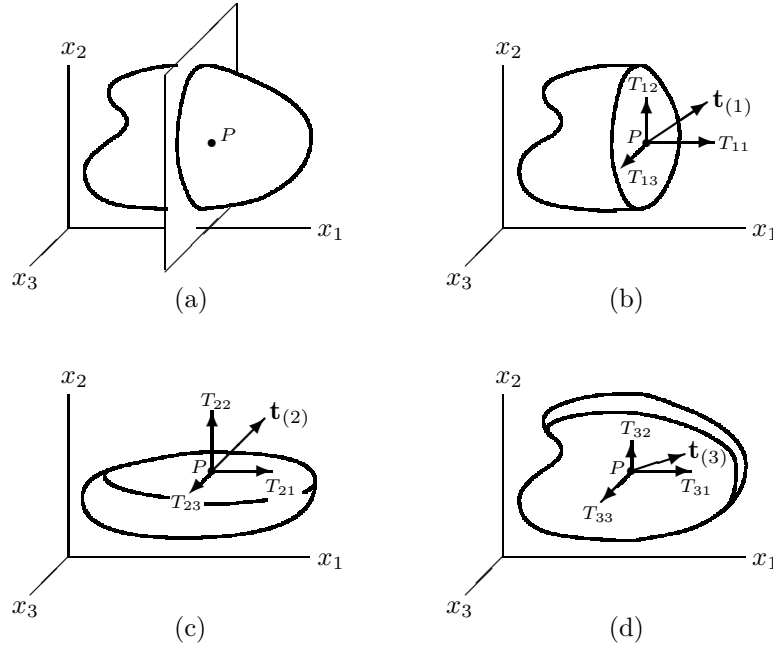 x₂
P
x₁
x₃
(a)
x₂
T₁₂
t₍₁₎
P
T₁₁
T₁₃
x₁
x₃
(b)
x₂
T₂₂
t₍₂₎
P
T₂₁
T₂₃
x₁
x₃
(c)
x₂
T₃₂
t₍₃₎
P
T₃₁
T₃₃
x₁
x₃
(d)